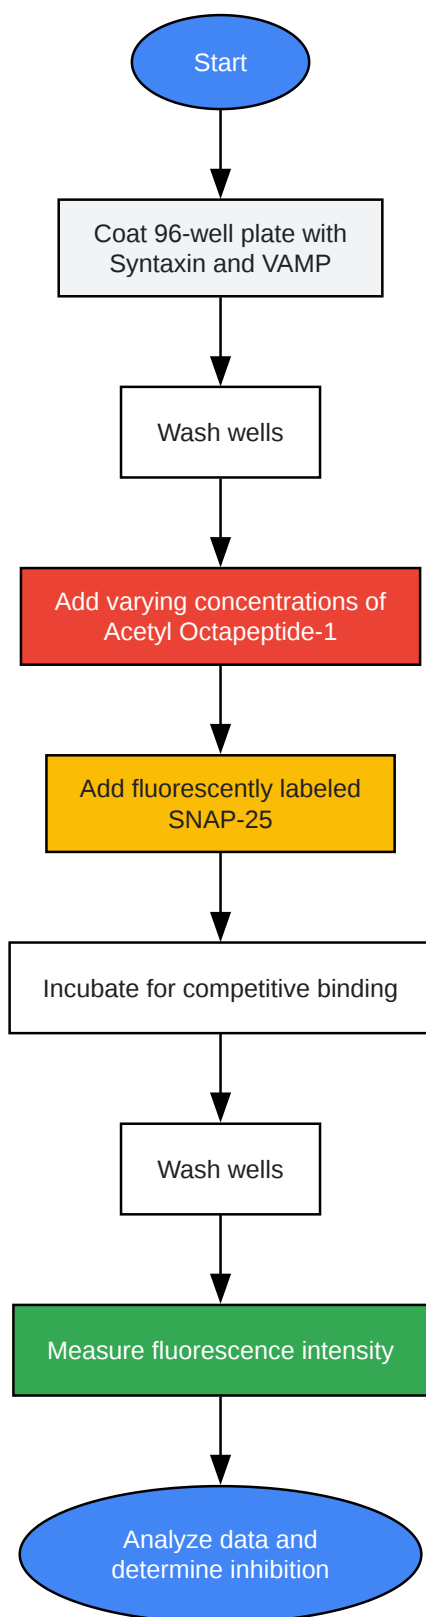 Start
Coat 96-well plate with
Syntaxin and VAMP
Wash wells
Add varying concentrations of
Acetyl Octapeptide-1
Add fluorescently labeled
SNAP-25
Incubate for competitive binding
Wash wells
Measure fluorescence intensity
Analyze data and
determine inhibition